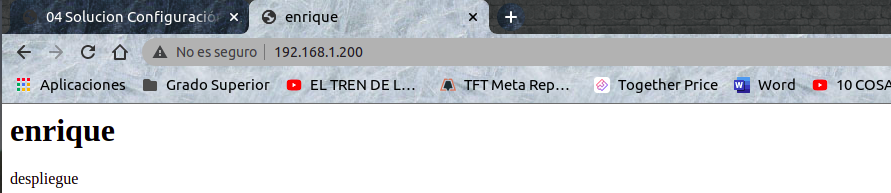 04 Solucion Configuració
enrique
No es seguro
192.168.1.200
Aplicaciones
Grado Superior
EL TREN DE L...
TFT Meta Rep...
Together Price
Word
10 COSA
enrique
despliegue